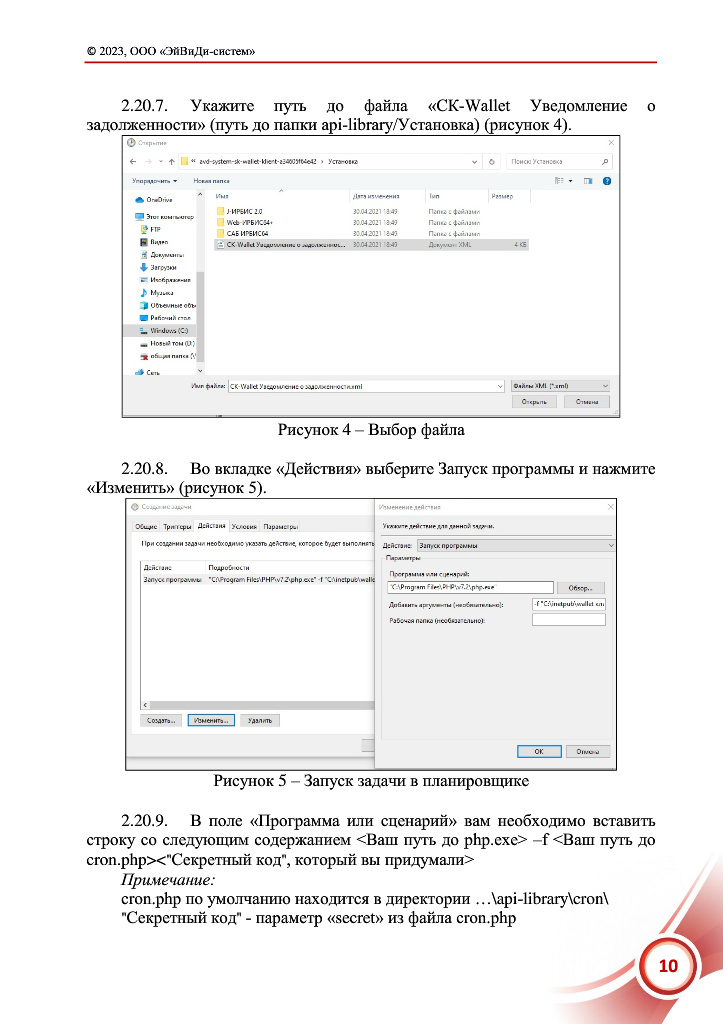 © 2023, ООО «ЭйВиДи-систем»
2.20.7. Укажите путь до файла «СК-Wallet Уведомление о
задолженности» (путь до папки api-library/Установка) (рисунок 4).
Открытие
« avd-system-sk-wallet-klient-a34605f64e42 › Установка
Поиск: Установка
Упорядочить Новая папка
Имя Дата изменения Тип Размер
OneDrive
Этот компьютер
FTP
Видео
Документы
Загрузки
Изображения
Музыка
Объемные объ
Рабочий стол
Windows (C:)
Новый том (D:)
общая папка (\\
Сеть
J-ИРБИС 2.0 30.04.2021 18:49 Папка с файлами
Web-ИРБИС64+ 30.04.2021 18:49 Папка с файлами
САБ ИРБИС64 30.04.2021 18:49 Папка с файлами
СК-Wallet Уведомление о задолженнос... 30.04.2021 18:49 Документ XML 4 КБ
Имя файла: СК-Wallet Уведомление о задолженности.xml Файлы XML (*.xml)
Открыть Отмена
Рисунок 4 – Выбор файла
2.20.8. Во вкладке «Действия» выберите Запуск программы и нажмите
«Изменить» (рисунок 5).
Создание задачи
Общие Триггеры Действия Условия Параметры
При создании задачи необходимо указать действие, которое будет выполнять
Действие Подробности
Запуск программы "C:\Program Files\PHP\v7.2\php.exe" -f "C:\inetpub\walle
Создать... Изменить... Удалить
Изменение действия
Укажите действие для данной задачи.
Действие: Запуск программы
Параметры
Программа или сценарий:
"C:\Program Files\PHP\v7.2\php.exe" Обзор...
Добавить аргументы (необязательно): -f "C:\inetpub\wallet_cro
Рабочая папка (необязательно):
OK Отмена
Рисунок 5 – Запуск задачи в планировщике
2.20.9. В поле «Программа или сценарий» вам необходимо вставить
строку со следующим содержанием <Ваш путь до php.exe> –f <Ваш путь до
cron.php><"Секретный код", который вы придумали>
Примечание:
cron.php по умолчанию находится в директории …\api-library\cron\
"Секретный код" - параметр «secret» из файла cron.php
10